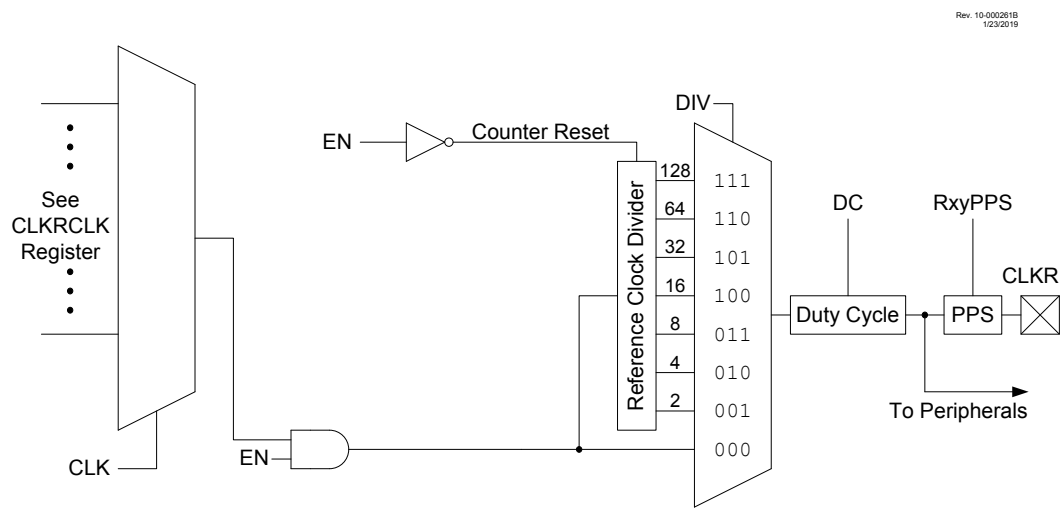 Rev. 10-000261B
1/23/2019
DIV
EN
Counter Reset
See
CLKRCLK
Register
Reference Clock Divider
128
111
64
110
32
101
16
100
8
011
4
010
2
001
000
DC
RxyPPS
CLKR
Duty Cycle
PPS
To Peripherals
EN
CLK